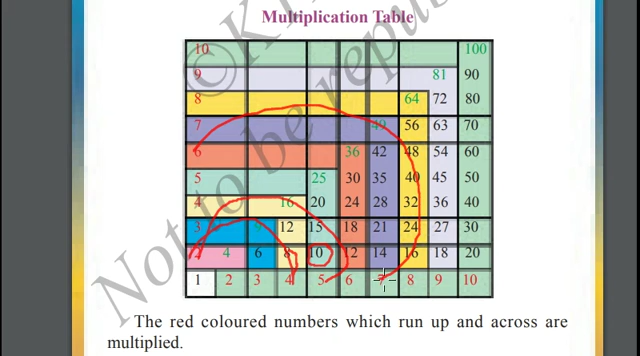 Multiplication Table
10 100
9 81 90
8 64 72 80
7 49 56 63 70
6 36 42 48 54 60
5 25 30 35 40 45 50
4 16 20 24 28 32 36 40
3 9 12 15 18 21 24 27 30
2 4 6 8 10 12 14 16 18 20
1 2 3 4 5 6 7 8 9 10
The red coloured numbers which run up and across are
multiplied.
Not to be